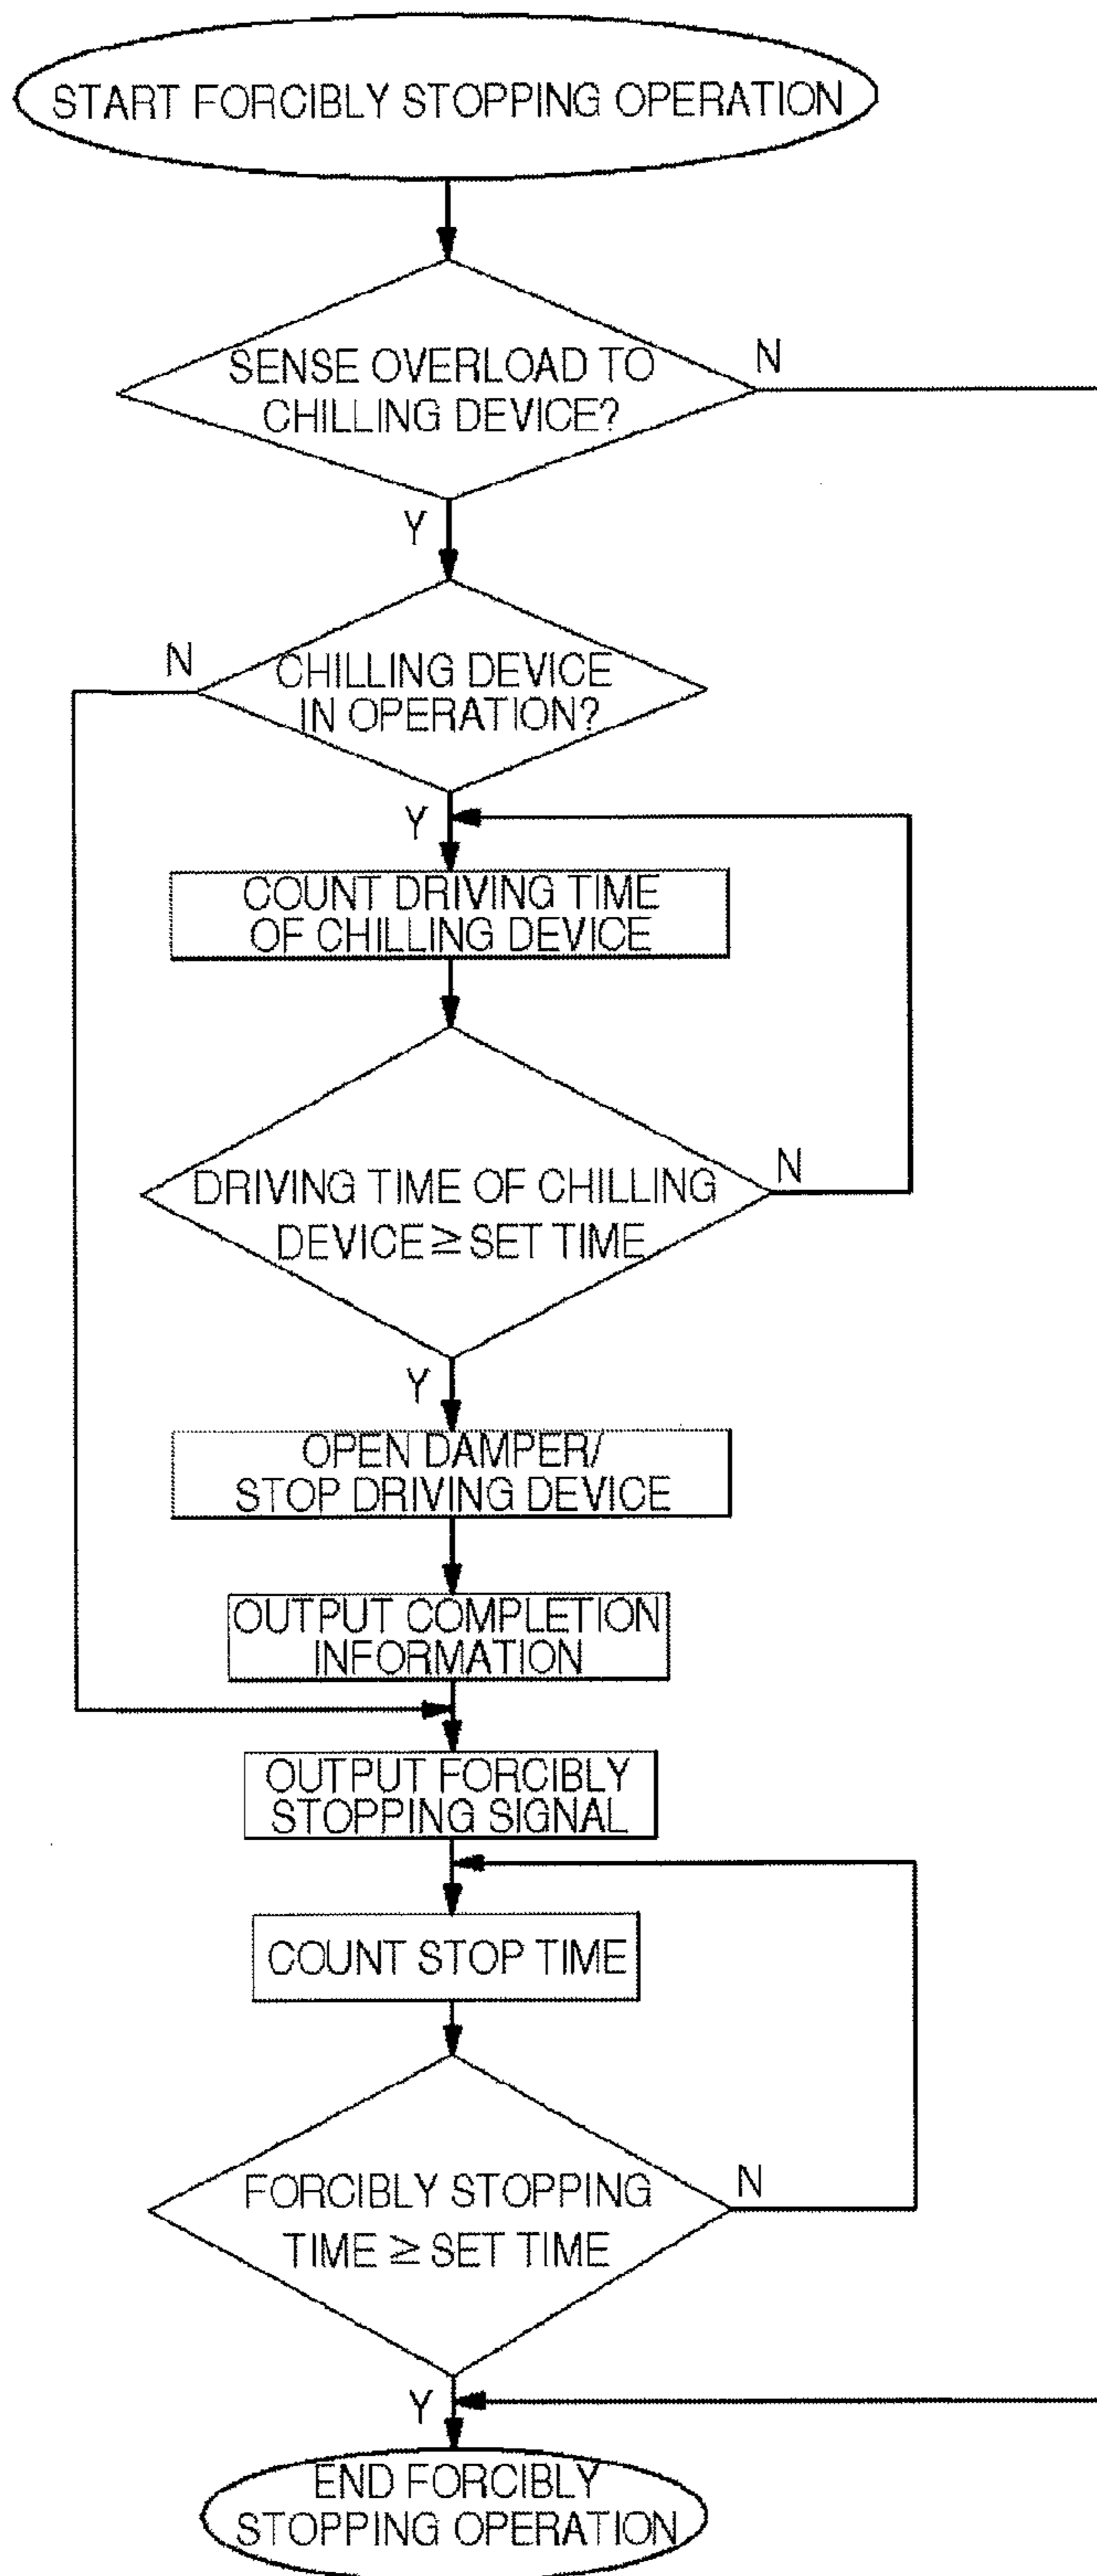 START FORCIBLY STOPPING OPERATION
SENSE OVERLOAD TO
CHILLING DEVICE?
N
Y
N
CHILLING DEVICE
IN OPERATION?
Y
COUNT DRIVING TIME
OF CHILLING DEVICE
DRIVING TIME OF CHILLING
DEVICE ≧ SET TIME
N
Y
OPEN DAMPER/
STOP DRIVING DEVICE
OUTPUT COMPLETION
INFORMATION
OUTPUT FORCIBLY
STOPPING SIGNAL
COUNT STOP TIME
FORCIBLY STOPPING
TIME ≧ SET TIME
N
Y
END FORCIBLY
STOPPING OPERATION